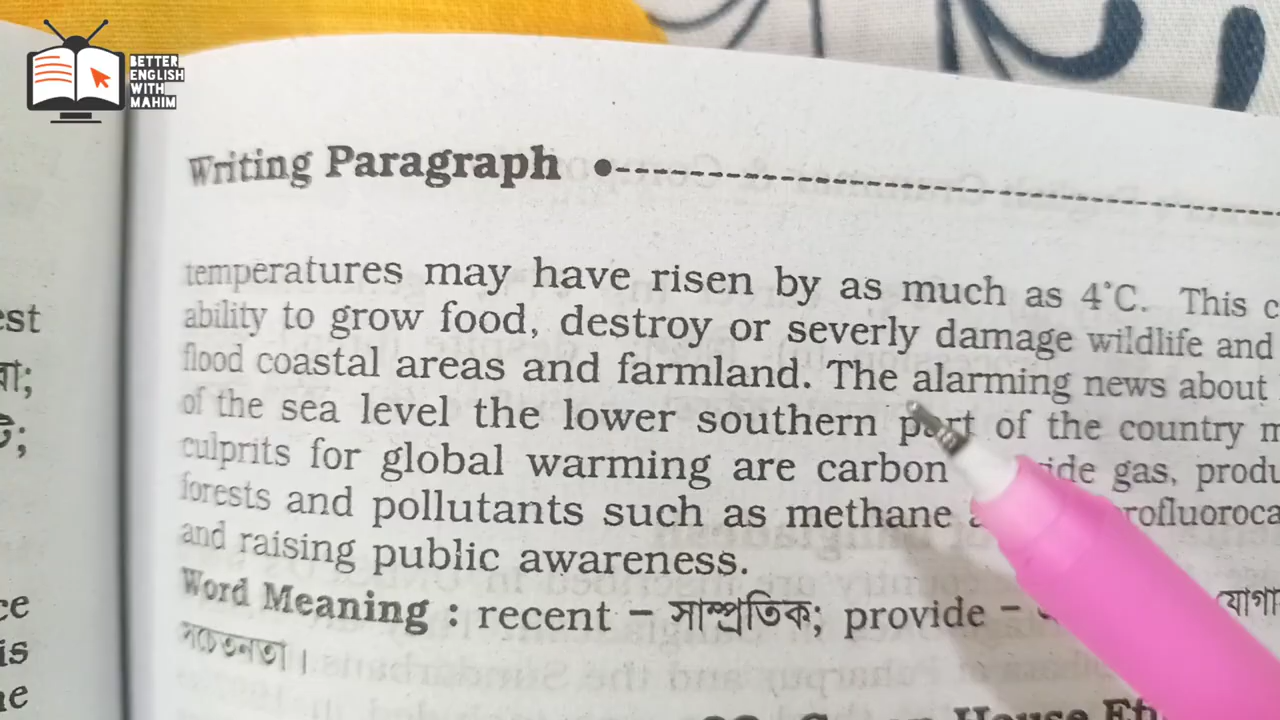 BETTER
ENGLISH
WITH
MAHIM
Writing Paragraph
temperatures may have risen by as much as 4°C. This
ability to grow food, destroy or severly damage wildlife and
flood coastal areas and farmland. The alarming news about
of the sea level the lower southern part of the country
culprits for global warming are carbon gas,
forests and pollutants such as methane
and raising public awareness.
Word Meaning : recent – সাম্প্রতিক; provide –
সচেতনতা।